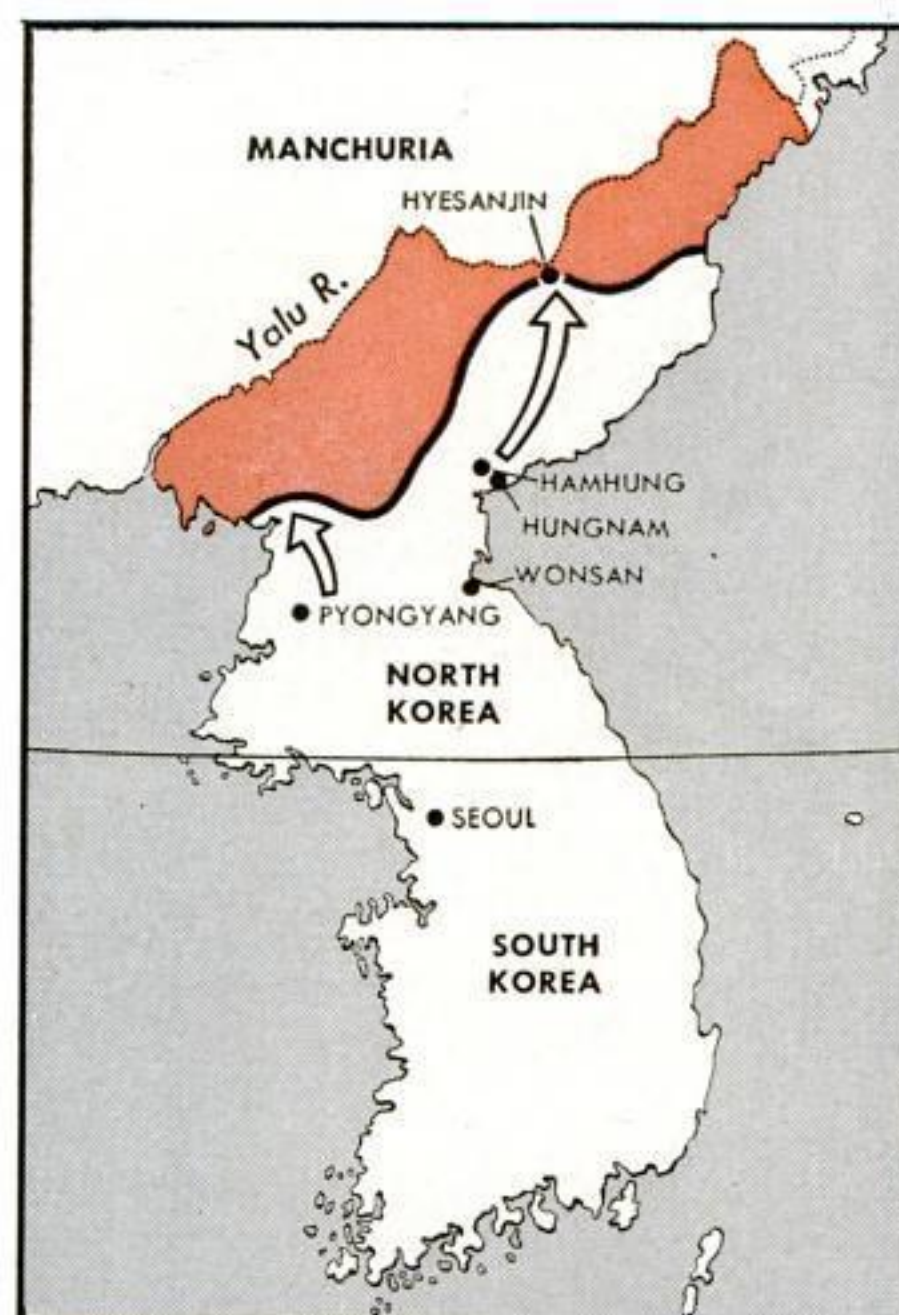 MANCHURIA
HYESANJIN
Yalu R.
HAMHUNG
HUNGNAM
WONSAN
PYONGYANG
NORTH
KOREA
SEOUL
SOUTH
KOREA